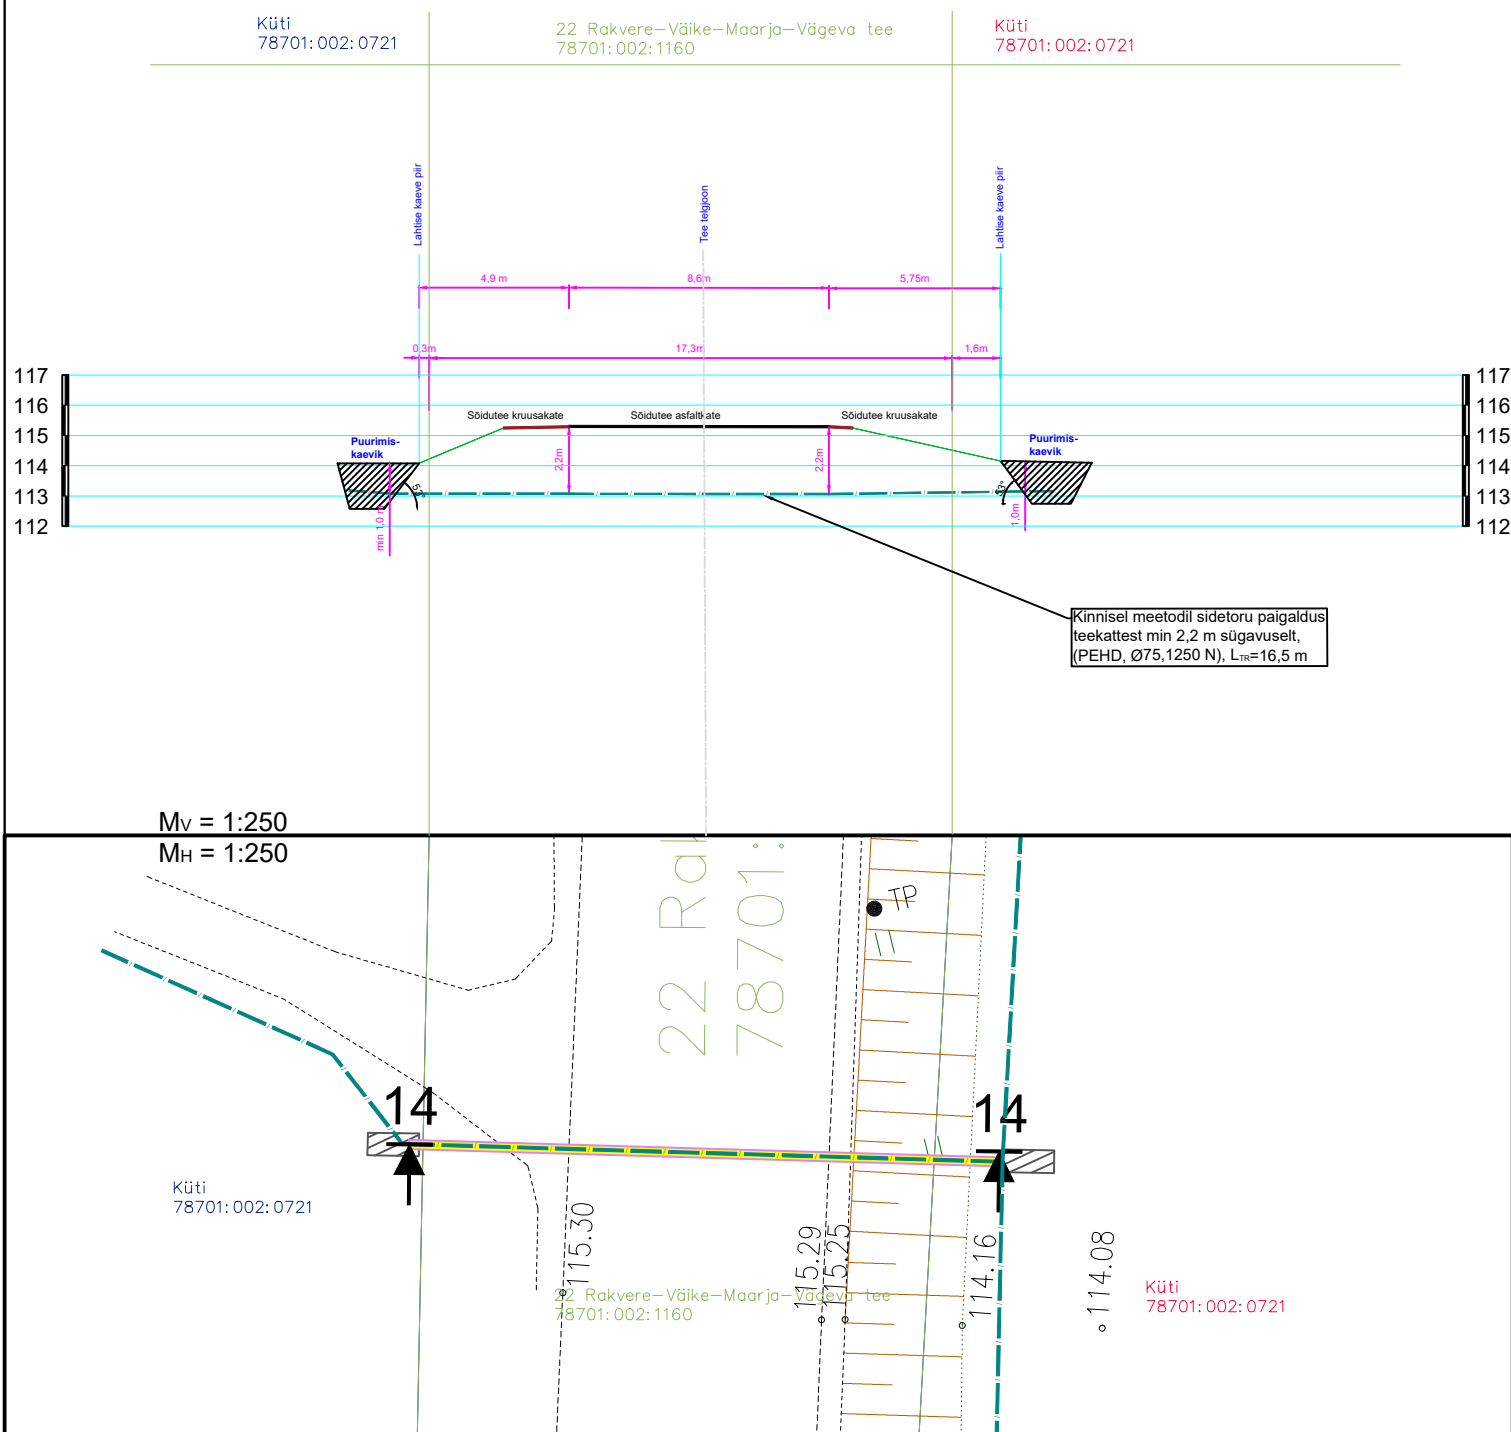 Küti
78701:002:0721
22 Rakvere-Väike-Maarja-Vägeva tee
78701:002:1160
Küti
78701:002:0721
Lahtise kaeve piir
Tee telgjoon
Lahtise kaeve piir
4,9 m
8,6m
5,75m
0,3m
17,3m
1,6m
117
116
115
114
113
112
117
116
115
114
113
112
Sõidutee kruusakate
Sõidutee asfaltkate
Sõidutee kruusakate
Puurimis-
kaevik
Puurimis-
kaevik
2,2m
2,2m
53°
53°
min 1,0 m
1,0m
Kinnisel meetodil sidetoru paigaldus
teekattest min 2,2 m sügavuselt,
(PEHD, Ø75,1250 N), LTR=16,5 m
MV = 1:250
MH = 1:250
22 Rak
78701:
TP
14
14
Küti
78701:002:0721
115.30
115.29
115.25
114.16
114.08
22 Rakvere-Väike-Maarja-Vägeva tee
78701:002:1160
Küti
78701:002:0721